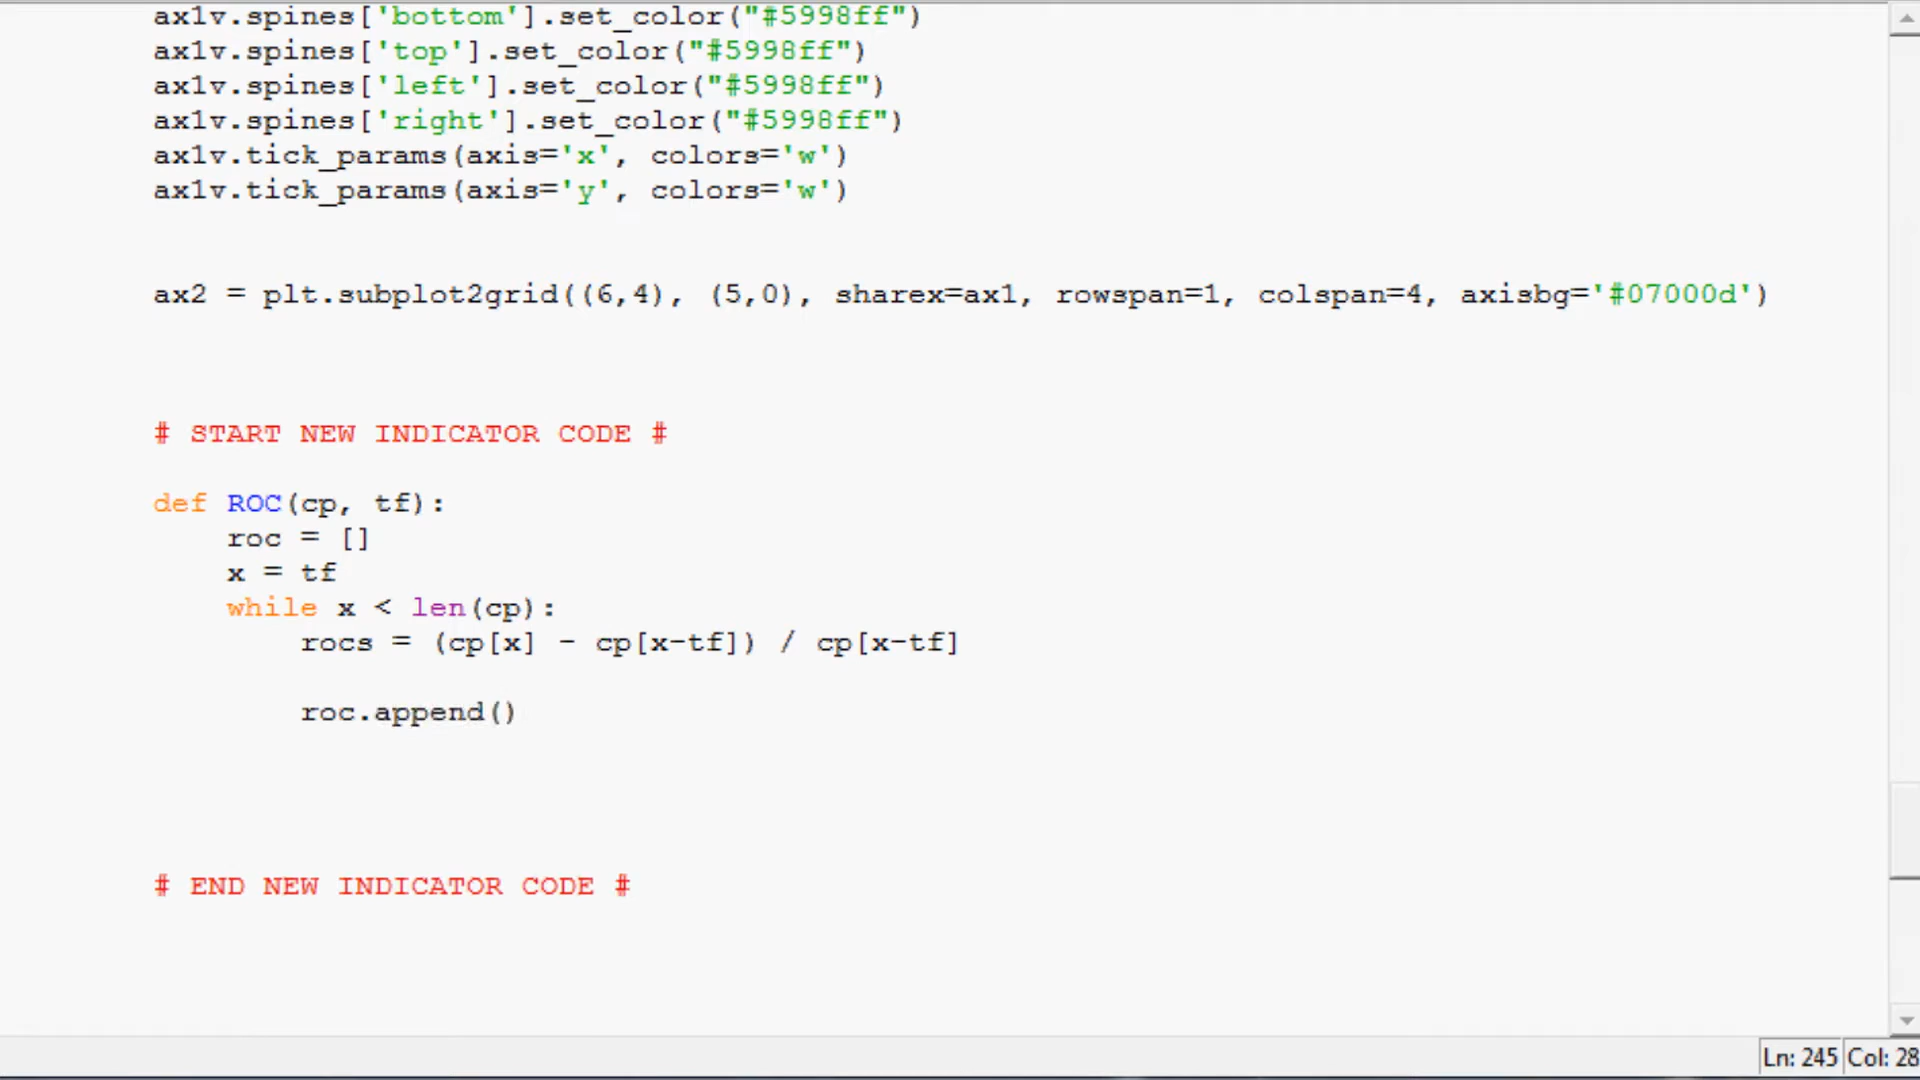 ax1v.spines['bottom'].set_color("#5998ff")
ax1v.spines['top'].set_color("#5998ff")
ax1v.spines['left'].set_color("#5998ff")
ax1v.spines['right'].set_color("#5998ff")
ax1v.tick_params(axis='x', colors='w')
ax1v.tick_params(axis='y', colors='w')
ax2 = plt.subplot2grid((6,4), (5,0), sharex=ax1, rowspan=1, colspan=4, axisbg='#07000d')
# START NEW INDICATOR CODE #
def ROC(cp, tf):
roc = []
x = tf
while x < len(cp):
rocs = (cp[x] - cp[x-tf]) / cp[x-tf]
roc.append()
# END NEW INDICATOR CODE #
Ln: 245 Col: 28